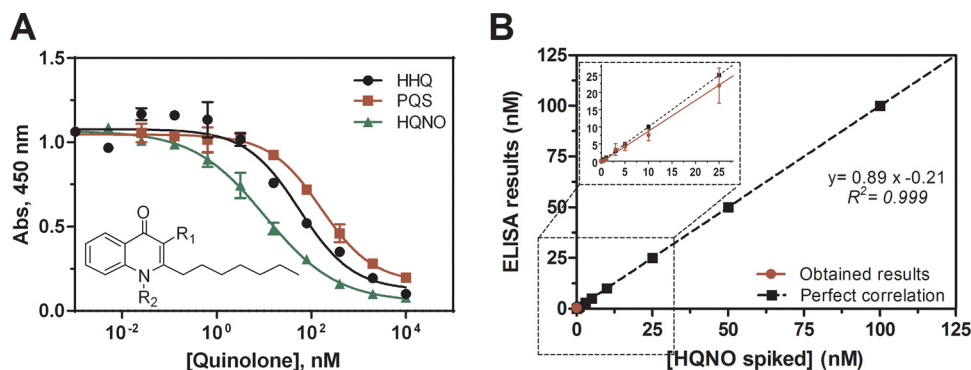 A
Abs, 450 nm
1.5
1.0
0.5
0.0
HHQ
PQS
HQNO
O
R1
N
R2
10-2
100
102
104
[Quinolone], nM
B
ELISA results (nM)
125
100
75
50
25
0
25
20
15
10
5
0
0 5 10 15 20 25
y= 0.89 x -0.21
R2= 0.999
Obtained results
Perfect correlation
0 25 50 75 100 125
[HQNO spiked] (nM)